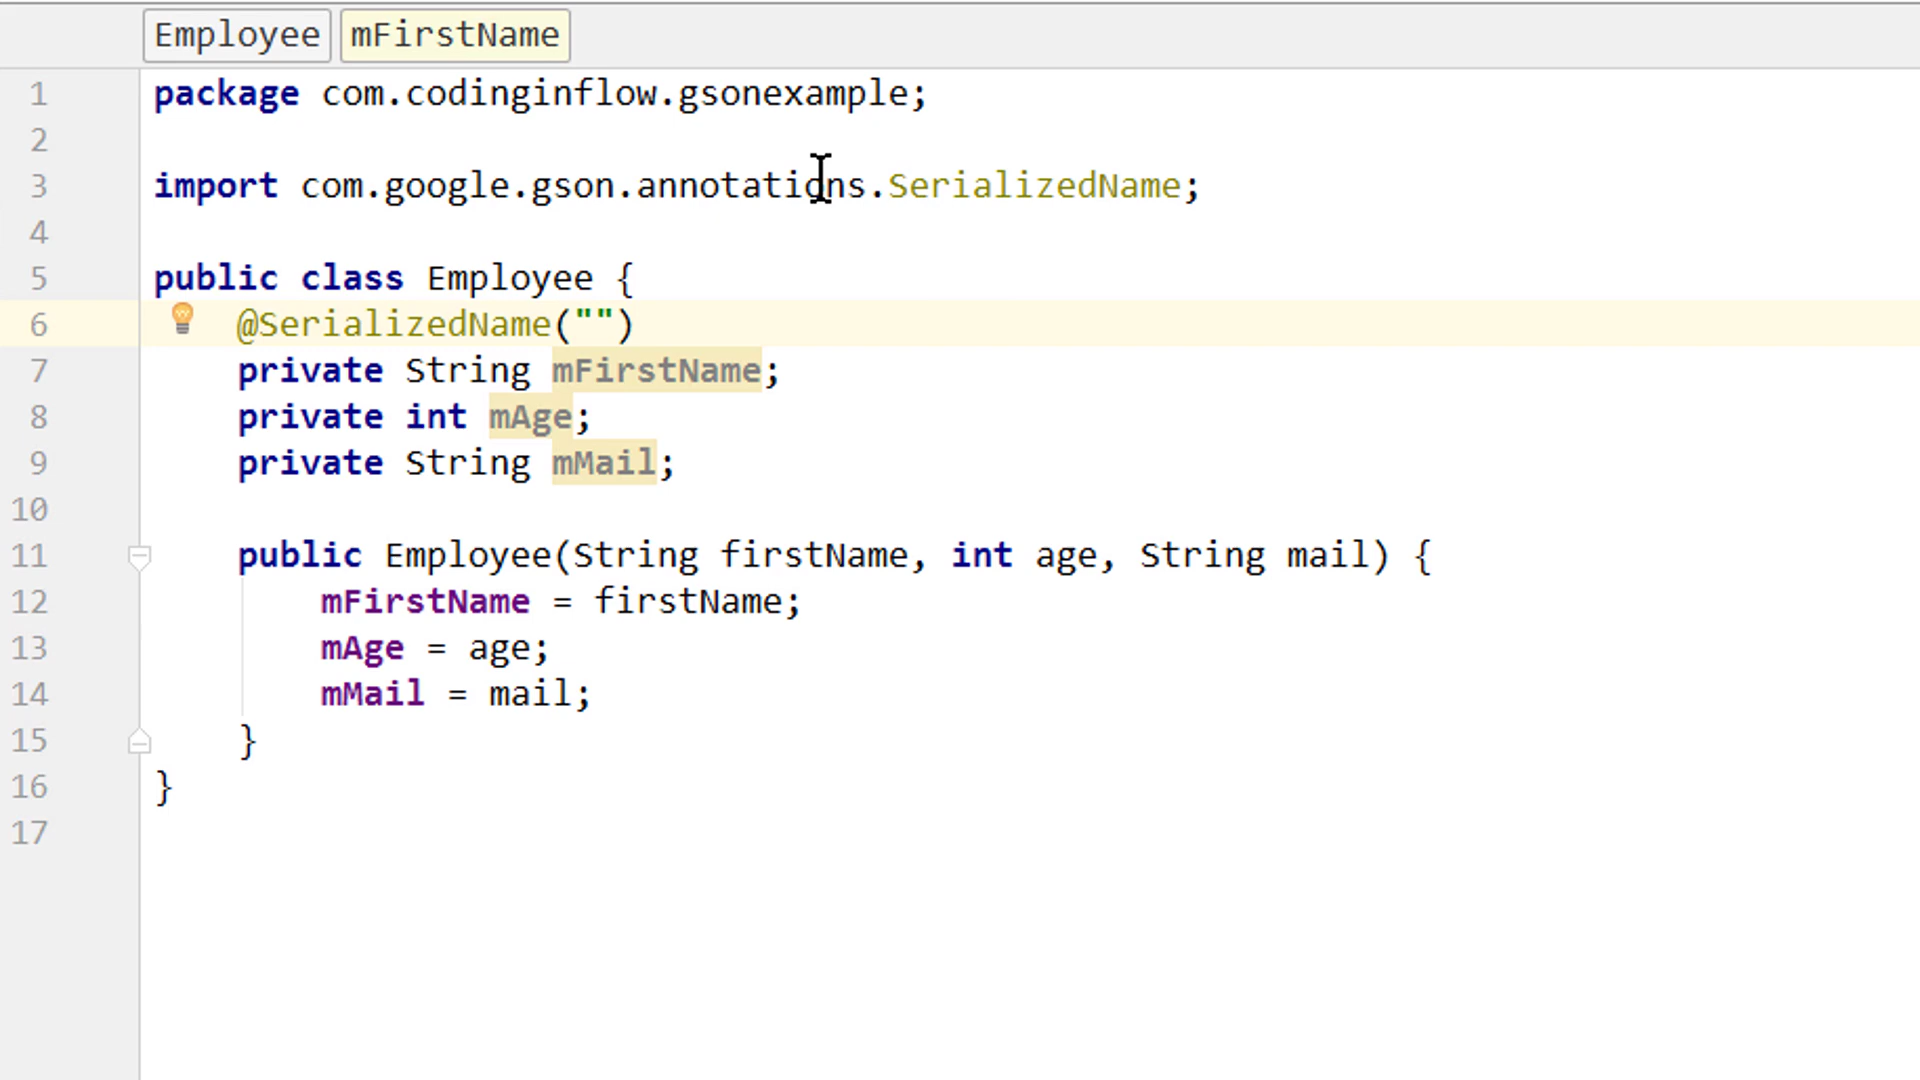 Employee mFirstName
1 package com.codinginflow.gsonexample;
2
3 import com.google.gson.annotations.SerializedName;
4
5 public class Employee {
6 @SerializedName("")
7 private String mFirstName;
8 private int mAge;
9 private String mMail;
10
11 public Employee(String firstName, int age, String mail) {
12 mFirstName = firstName;
13 mAge = age;
14 mMail = mail;
15 }
16 }
17